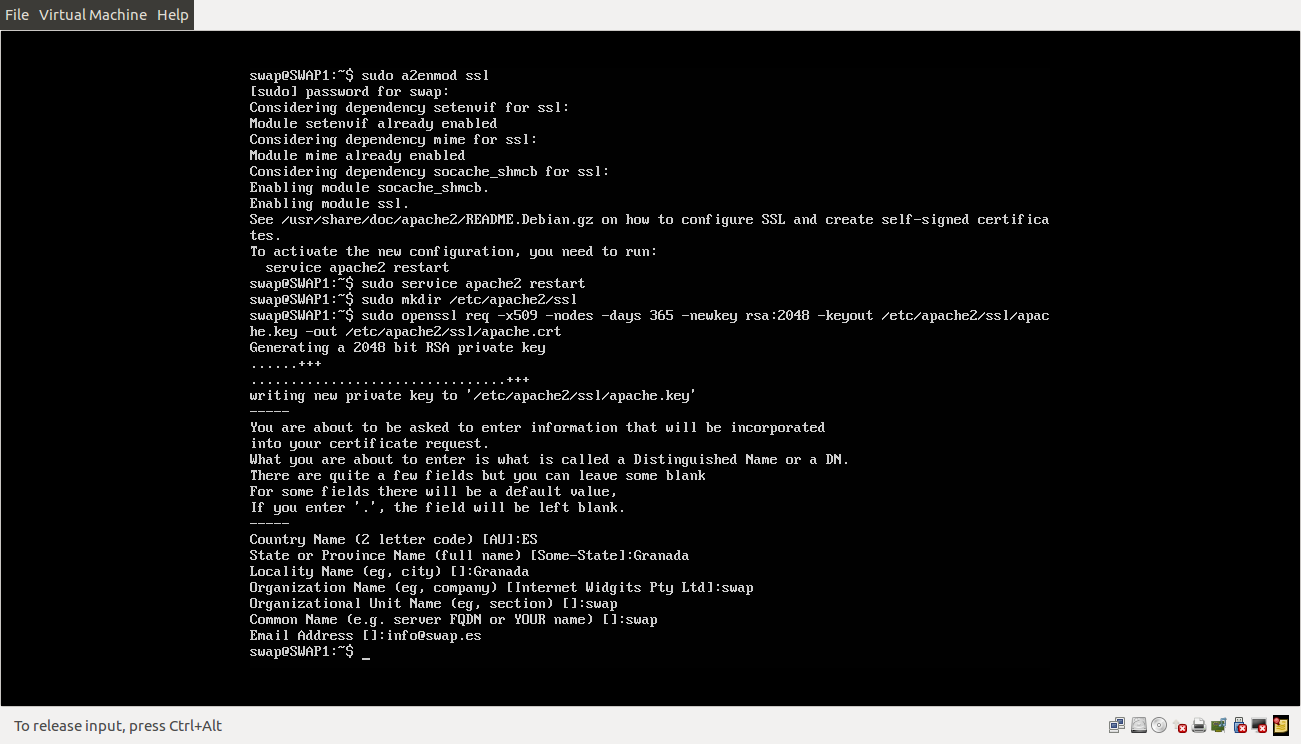 File Virtual Machine Help
swap@SWAP1:~$ sudo a2enmod ssl
[sudo] password for swap:
Considering dependency setenvif for ssl:
Module setenvif already enabled
Considering dependency mime for ssl:
Module mime already enabled
Considering dependency socache_shmcb for ssl:
Enabling module socache_shmcb.
Enabling module ssl.
See /usr/share/doc/apache2/README.Debian.gz on how to configure SSL and create self-signed certifica
tes.
To activate the new configuration, you need to run:
  service apache2 restart
swap@SWAP1:~$ sudo service apache2 restart
swap@SWAP1:~$ sudo mkdir /etc/apache2/ssl
swap@SWAP1:~$ sudo openssl req -x509 -nodes -days 365 -newkey rsa:2048 -keyout /etc/apache2/ssl/apac
he.key -out /etc/apache2/ssl/apache.crt
Generating a 2048 bit RSA private key
......+++
................................+++
writing new private key to '/etc/apache2/ssl/apache.key'
-----
You are about to be asked to enter information that will be incorporated
into your certificate request.
What you are about to enter is what is called a Distinguished Name or a DN.
There are quite a few fields but you can leave some blank
For some fields there will be a default value,
If you enter '.', the field will be left blank.
-----
Country Name (2 letter code) [AU]:ES
State or Province Name (full name) [Some-State]:Granada
Locality Name (eg, city) []:Granada
Organization Name (eg, company) [Internet Widgits Pty Ltd]:swap
Organizational Unit Name (eg, section) []:swap
Common Name (e.g. server FQDN or YOUR name) []:swap
Email Address []:info@swap.es
swap@SWAP1:~$ _
To release input, press Ctrl+Alt